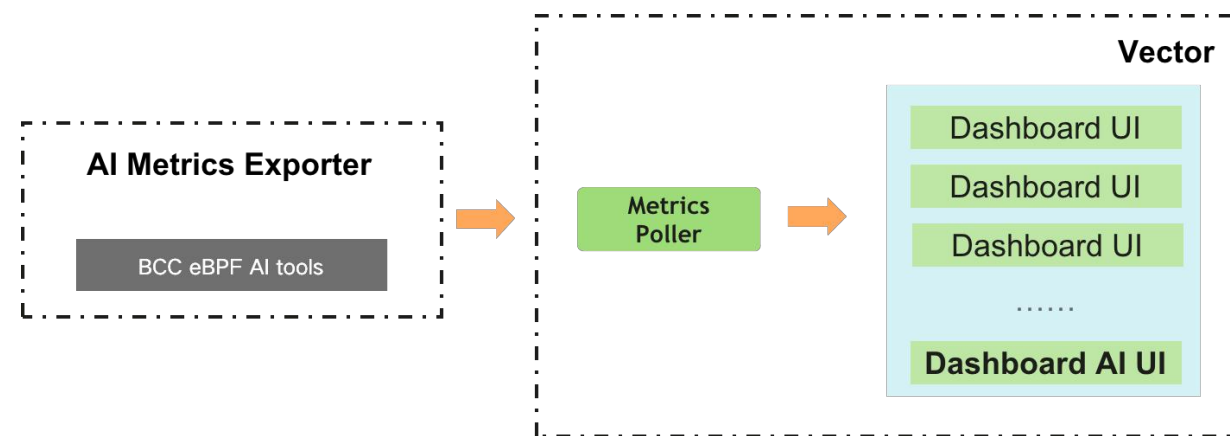 AI Metrics Exporter
BCC eBPF AI tools
Vector
Metrics
Poller
Dashboard UI
Dashboard UI
Dashboard UI
......
Dashboard AI UI